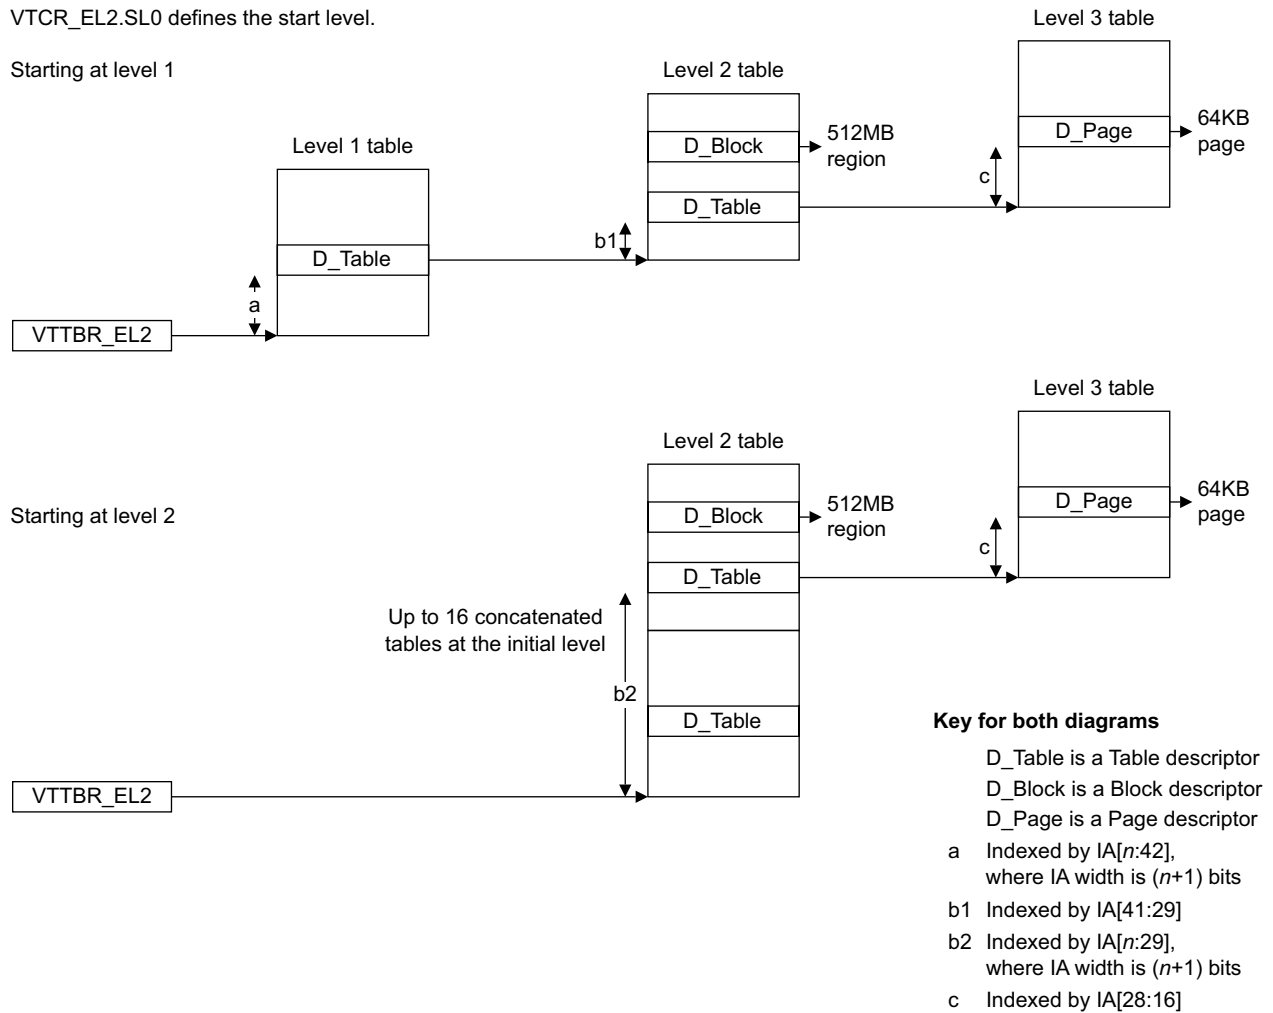 VTCR_EL2.SL0 defines the start level.
Starting at level 1
Level 1 table
D_Table
a
VTTBR_EL2
Level 2 table
D_Block
512MB
region
D_Table
b1
Level 3 table
D_Page
64KB
page
c
Starting at level 2
Level 2 table
D_Block
512MB
region
D_Table
Up to 16 concatenated
tables at the initial level
b2
D_Table
VTTBR_EL2
Level 3 table
D_Page
64KB
page
c
Key for both diagrams
D_Table is a Table descriptor
D_Block is a Block descriptor
D_Page is a Page descriptor
a Indexed by IA[n:42],
where IA width is (n+1) bits
b1 Indexed by IA[41:29]
b2 Indexed by IA[n:29],
where IA width is (n+1) bits
c Indexed by IA[28:16]